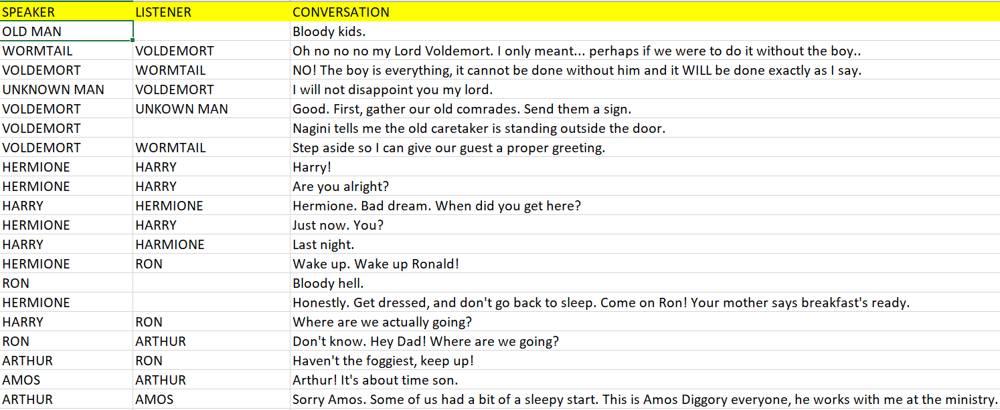 SPEAKER LISTENER CONVERSATION
OLD MAN Bloody kids.
WORMTAIL VOLDEMORT Oh no no no my Lord Voldemort. I only meant... perhaps if we were to do it without the boy..
VOLDEMORT WORMTAIL NO! The boy is everything, it cannot be done without him and it WILL be done exactly as I say.
UNKNOWN MAN VOLDEMORT I will not disappoint you my lord.
VOLDEMORT UNKOWN MAN Good. First, gather our old comrades. Send them a sign.
VOLDEMORT Nagini tells me the old caretaker is standing outside the door.
VOLDEMORT WORMTAIL Step aside so I can give our guest a proper greeting.
HERMIONE HARRY Harry!
HERMIONE HARRY Are you alright?
HARRY HERMIONE Hermione. Bad dream. When did you get here?
HERMIONE HARRY Just now. You?
HARRY HARMIONE Last night.
HERMIONE RON Wake up. Wake up Ronald!
RON Bloody hell.
HERMIONE Honestly. Get dressed, and don't go back to sleep. Come on Ron! Your mother says breakfast's ready.
HARRY RON Where are we actually going?
RON ARTHUR Don't know. Hey Dad! Where are we going?
ARTHUR RON Haven't the foggiest, keep up!
AMOS ARTHUR Arthur! It's about time son.
ARTHUR AMOS Sorry Amos. Some of us had a bit of a sleepy start. This is Amos Diggory everyone, he works with me at the ministry.